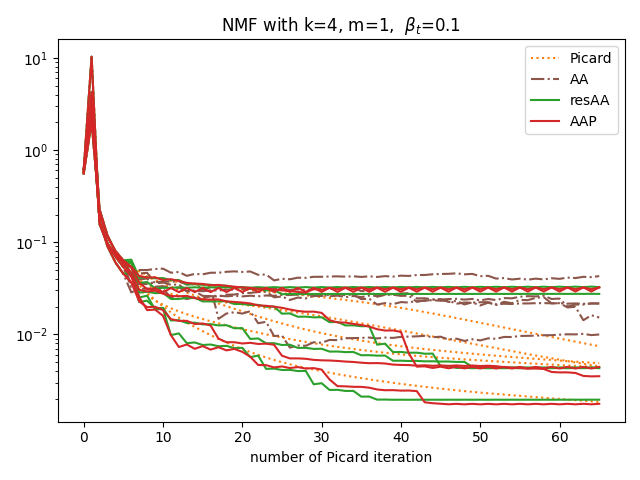 NMF with k=4, m=1, βₜ=0.1
Picard
AA
resAA
AAP
10¹
10⁰
10⁻¹
10⁻²
0 10 20 30 40 50 60
number of Picard iteration